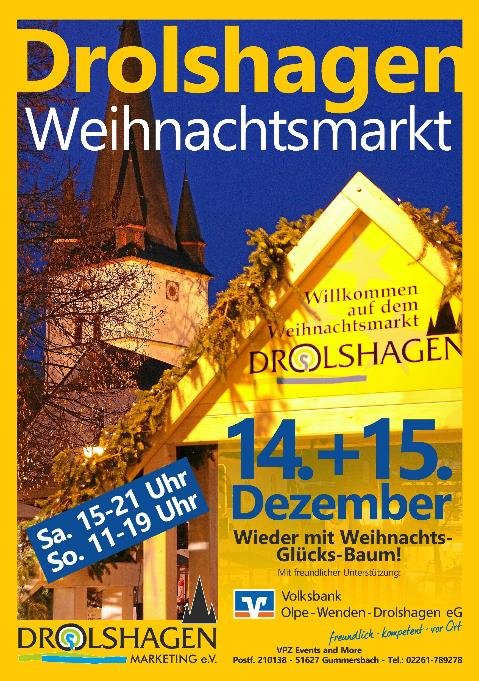 Drolshagen
Weihnachtsmarkt
Willkommen
auf dem
Weihnachtsmarkt
DROLSHAGEN
14.+15.
Dezember
Sa. 15-21 Uhr
So. 11-19 Uhr
Wieder mit Weihnachts-
Glücks-Baum!
Mit freundlicher Unterstützung:
Volksbank
Olpe-Wenden-Drolshagen eG
freundlich · kompetent · vor Ort
DROLSHAGEN
MARKETING e.V.
VPZ Events and More
Postf. 210138 - 51627 Gummersbach - Tel.: 02261-789278